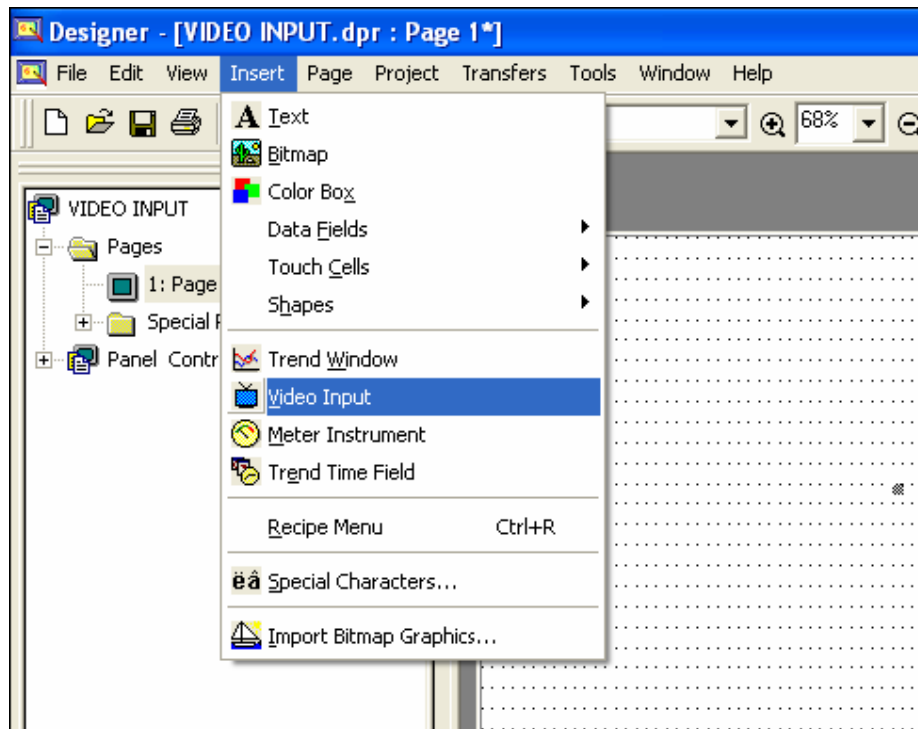 Designer - [VIDEO INPUT.dpr : Page 1*]
File Edit View Insert Page Project Transfers Tools Window Help
68%
VIDEO INPUT
Pages
1: Page
Special
Panel Contr
A Text
Bitmap
Color Box
Data Fields
Touch Cells
Shapes
Trend Window
Video Input
Meter Instrument
Trend Time Field
Recipe Menu Ctrl+R
ëâ Special Characters...
Import Bitmap Graphics...